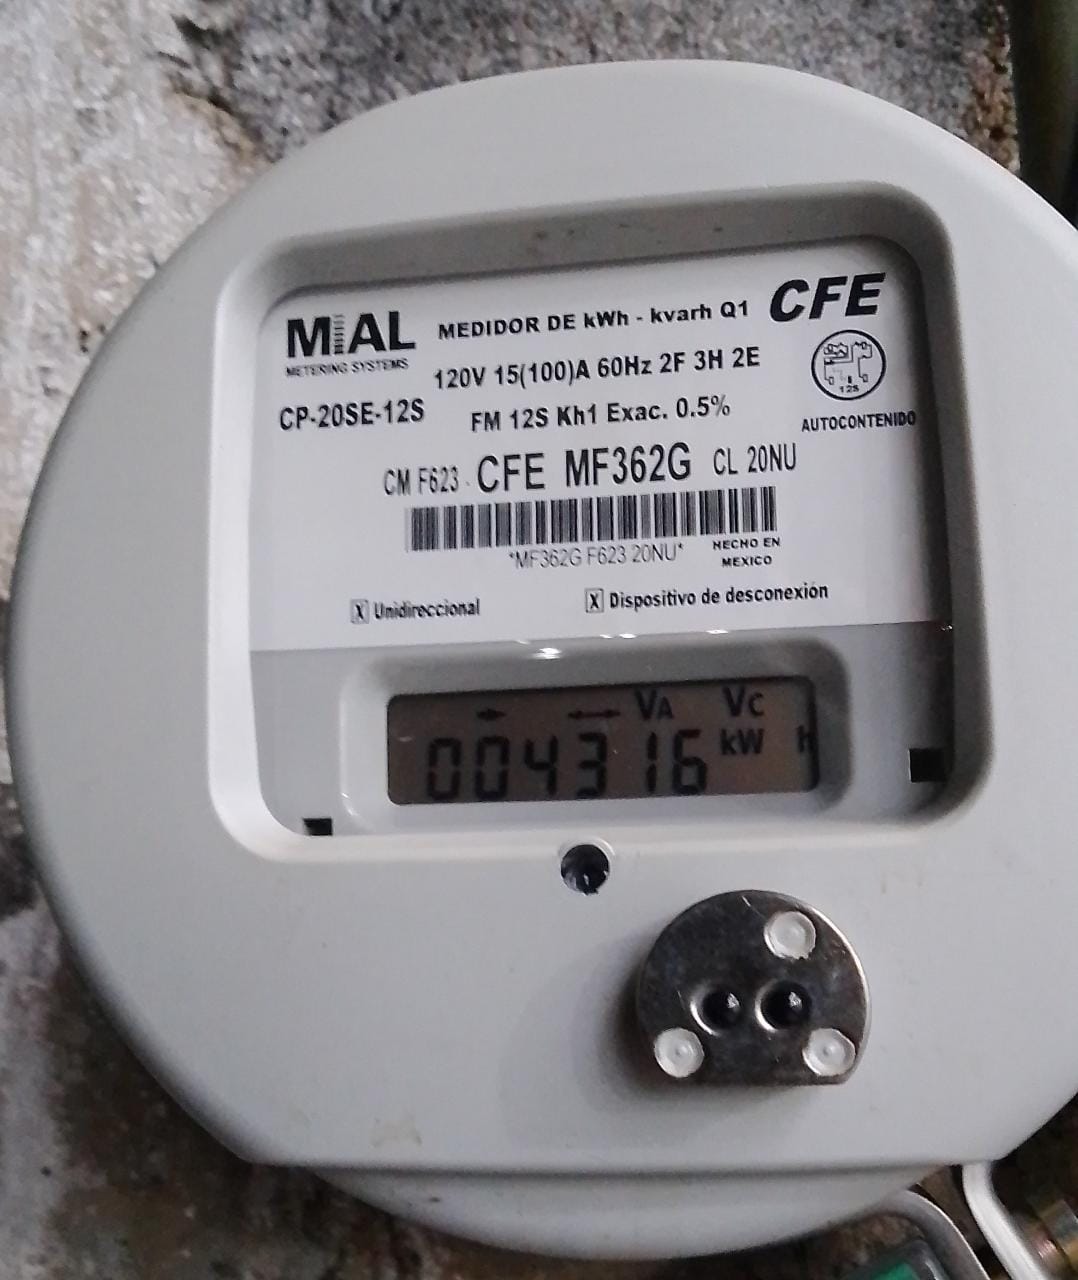 MIAL
METERING SYSTEMS
MEDIDOR DE kWh - kvarh Q1
CFE
120V 15(100)A 60Hz 2F 3H 2E
CP-20SE-12S
FM 12S Kh1 Exac. 0.5%
12S
AUTOCONTENIDO
CM F623 CFE MF362G CL 20NU
*MF362G F623 20NU*
HECHO EN
MEXICO
X Unidireccional
X Dispositivo de desconexión
VA VC
004316 kW h